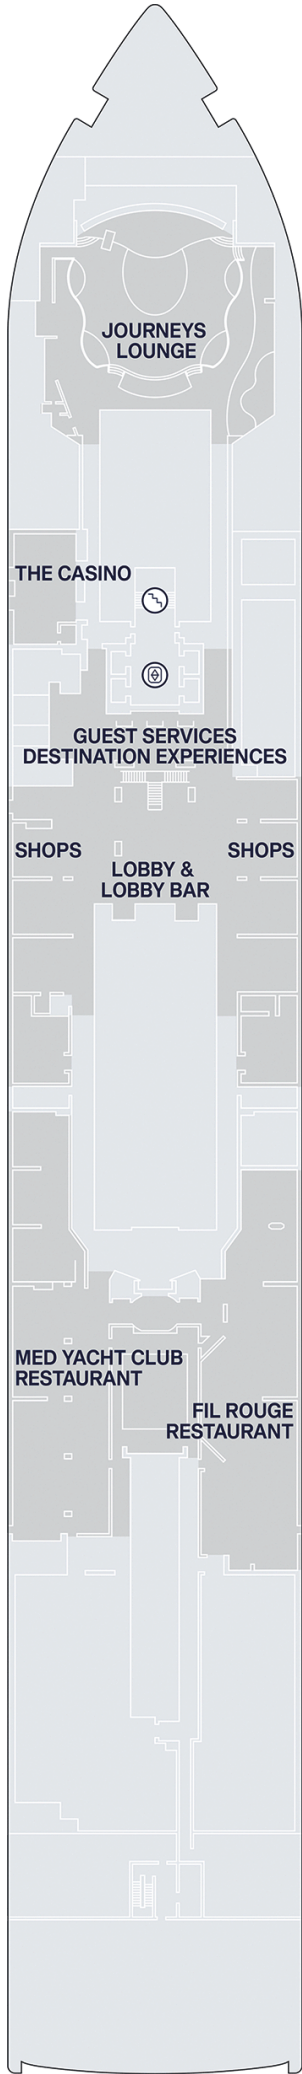 JOURNEYS
LOUNGE
THE CASINO
GUEST SERVICES
DESTINATION EXPERIENCES
SHOPS
SHOPS
LOBBY &
LOBBY BAR
MED YACHT CLUB
RESTAURANT
FIL ROUGE
RESTAURANT